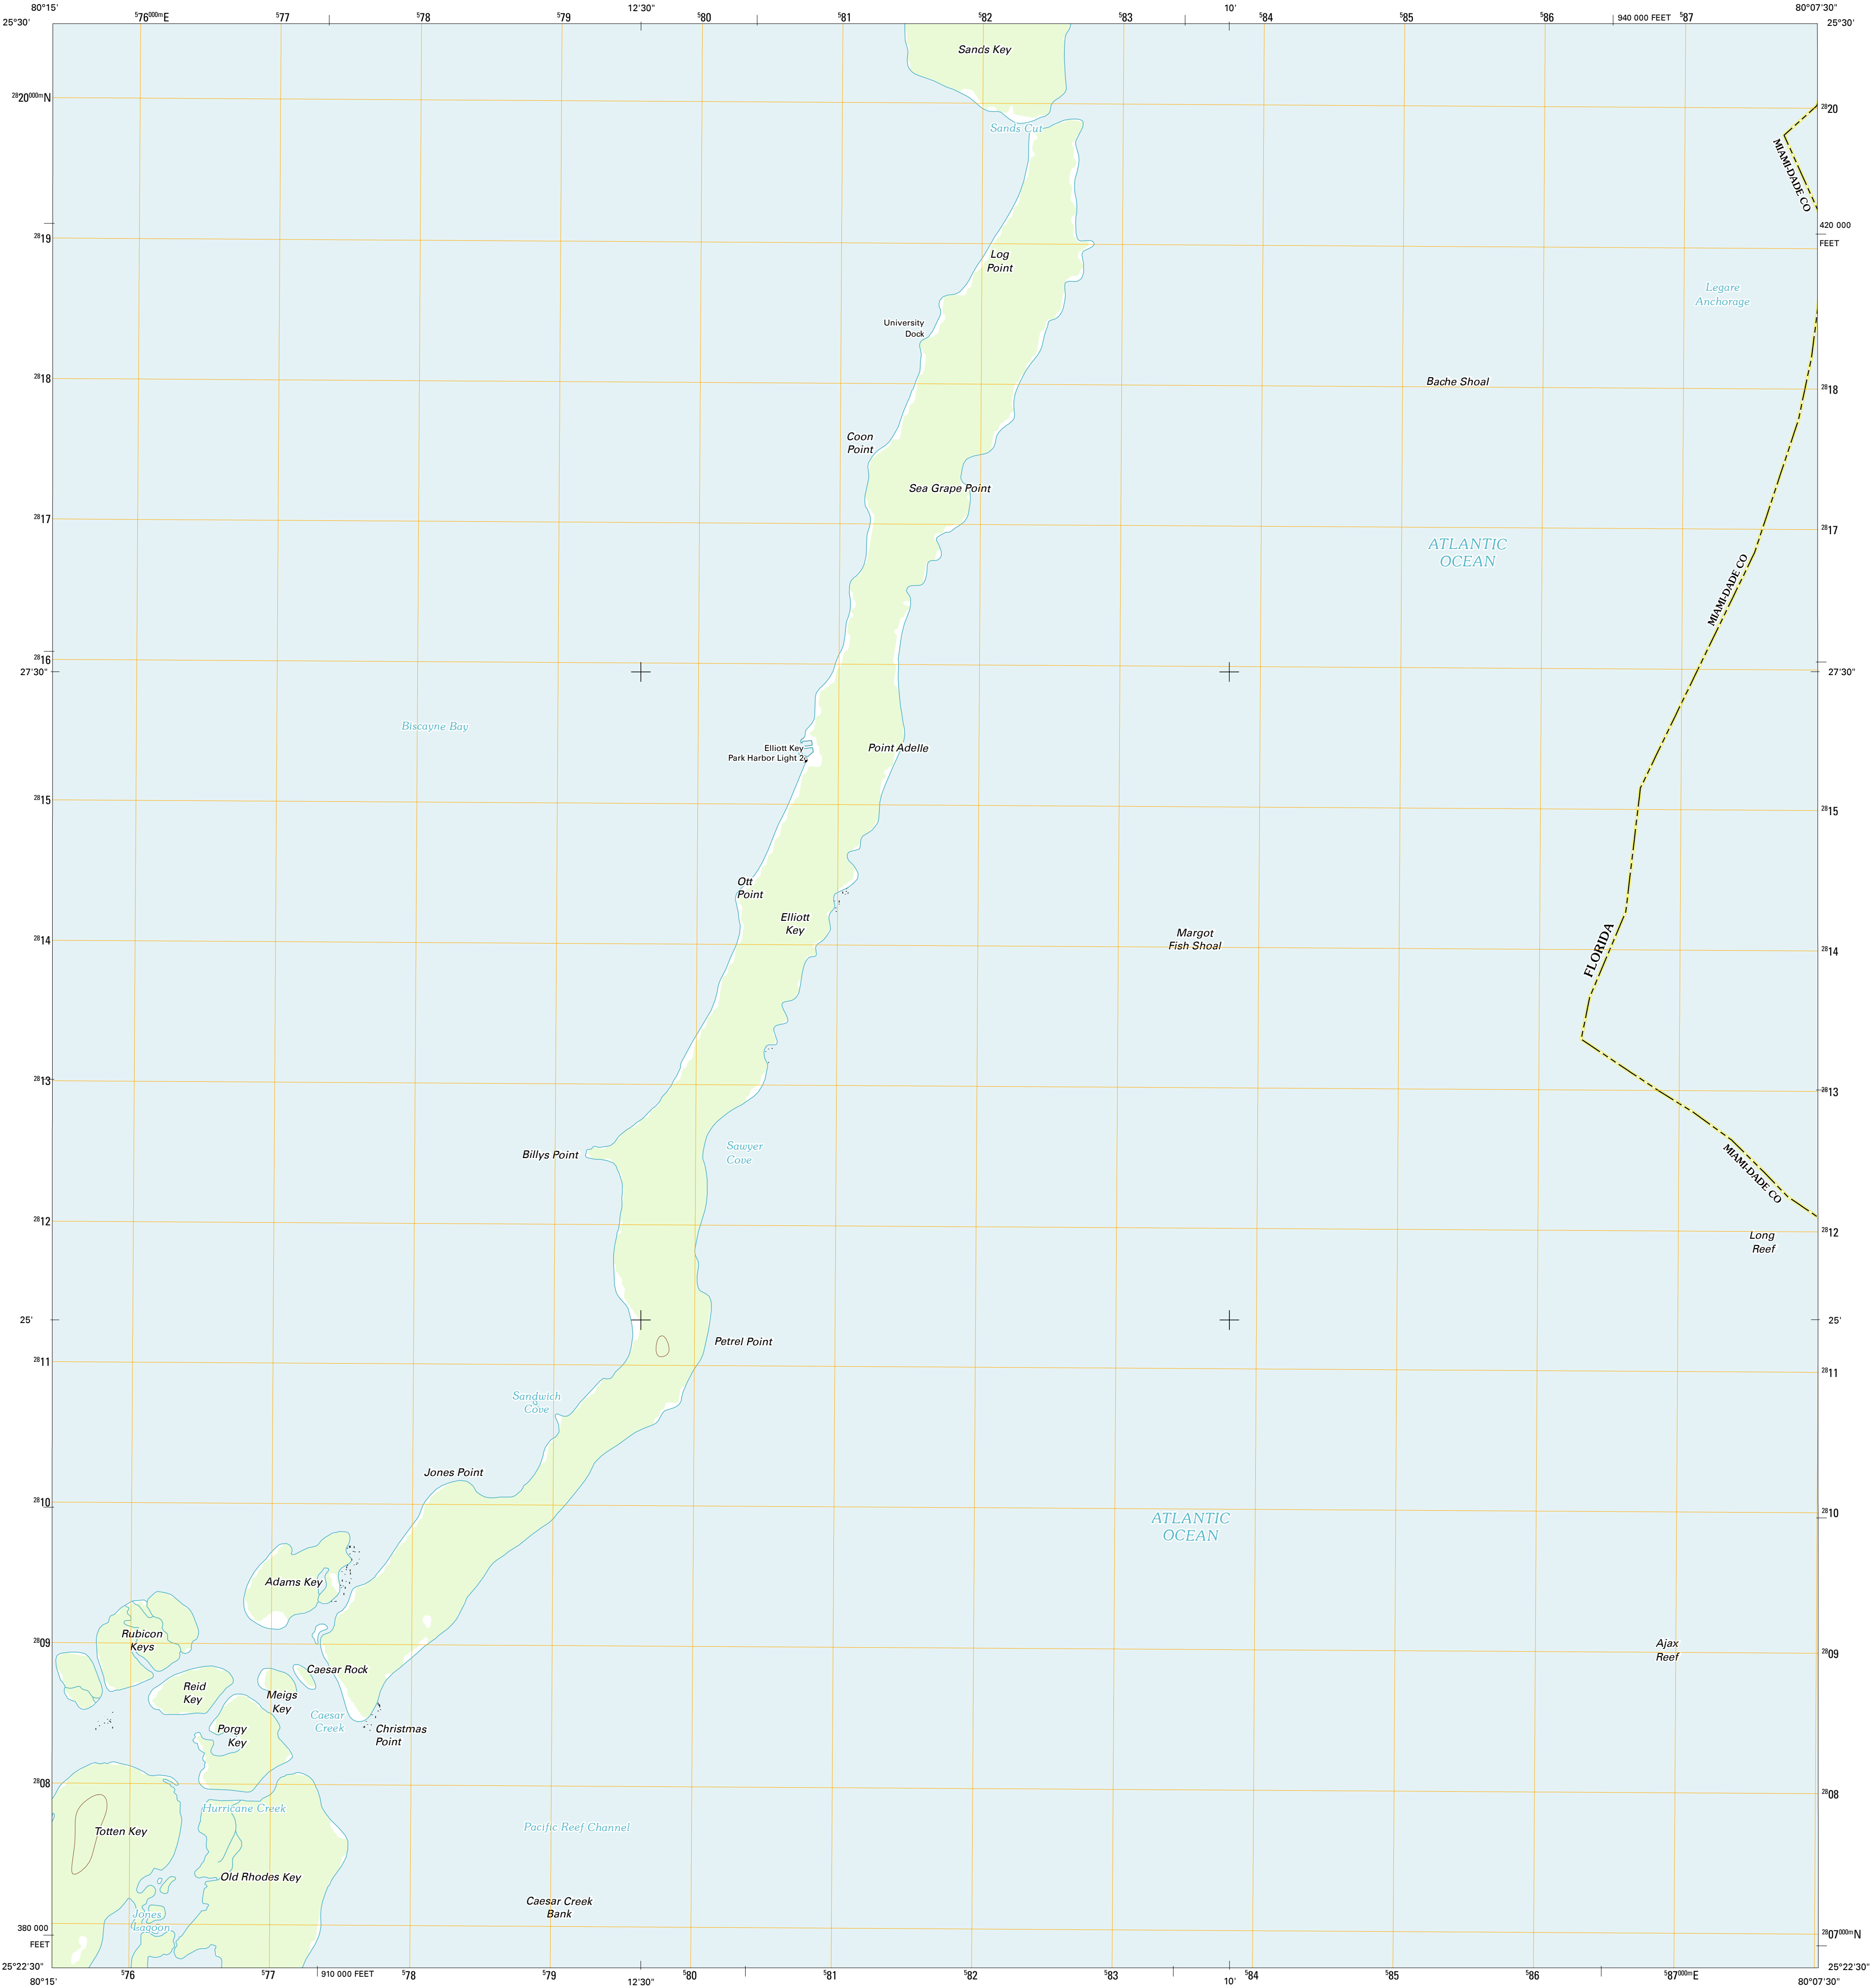 80°15'
⁵76⁰⁰⁰ᵐE
⁵77
⁵78
⁵79
12'30"
⁵80
⁵81
⁵82
⁵83
10'
⁵84
⁵85
⁵86
940 000 FEET
⁵87
80°07'30"
25°30'
25°30'
Sands Key
²⁸20⁰⁰⁰ᵐN
²⁸20
Sands Cut
MIAMI-DADE CO
420 000
FEET
²⁸19
Log
Point
Legare
Anchorage
University
Dock
²⁸18
Bache Shoal
²⁸18
Coon
Point
Sea Grape Point
²⁸17
²⁸17
ATLANTIC
OCEAN
MIAMI-DADE CO
²⁸16
27'30"
27'30"
Biscayne Bay
Elliott Key
Park Harbor Light 2
Point Adelle
²⁸15
²⁸15
Ott
Point
Elliott
Key
Margot
Fish Shoal
FLORIDA
²⁸14
²⁸14
²⁸13
²⁸13
Sawyer
Cove
Billys Point
MIAMI-DADE CO
²⁸12
²⁸12
Long
Reef
25'
25'
Petrel Point
²⁸11
²⁸11
Sandwich
Cove
Jones Point
²⁸10
²⁸10
ATLANTIC
OCEAN
Adams Key
Rubicon
Keys
²⁸09
²⁸09
Ajax
Reef
Caesar Rock
Reid
Key
Meigs
Key
Caesar
Creek
Porgy
Key
Christmas
Point
²⁸08
²⁸08
Hurricane Creek
Totten Key
Pacific Reef Channel
Old Rhodes Key
Caesar Creek
Bank
Jones
Lagoon
380 000
FEET
²⁸07⁰⁰⁰ᵐN
25°22'30"
25°22'30"
80°15'
⁵76
⁵77
910 000 FEET
⁵78
⁵79
12'30"
⁵80
⁵81
⁵82
⁵83
10'
⁵84
⁵85
⁵86
⁵87⁰⁰⁰ᵐE
80°07'30"